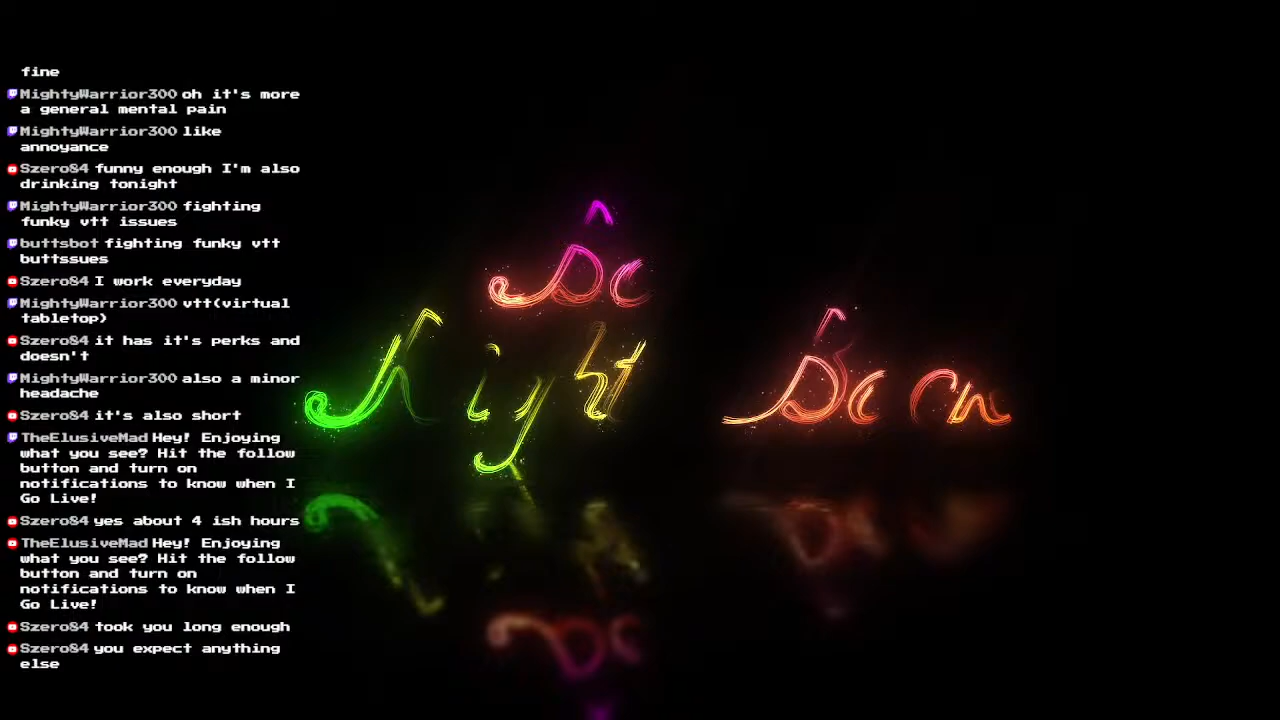 fine
MightyWarrior300 oh it's more
a general mental pain
MightyWarrior300 like
annoyance
Szero84 funny enough I'm also
drinking tonight
MightyWarrior300 fighting
funky vtt issues
buttsbot fighting funky vtt
buttssues
Szero84 I work everyday
MightyWarrior300 vtt(virtual
tabletop)
Szero84 it has it's perks and
doesn't
MightyWarrior300 also a minor
headache
Szero84 it's also short
TheElusiveMad Hey! Enjoying
what you see? Hit the follow
button and turn on
notifications to know when I
Go Live!
Szero84 yes about 4 ish hours
TheElusiveMad Hey! Enjoying
what you see? Hit the follow
button and turn on
notifications to know when I
Go Live!
Szero84 took you long enough
Szero84 you expect anything
else